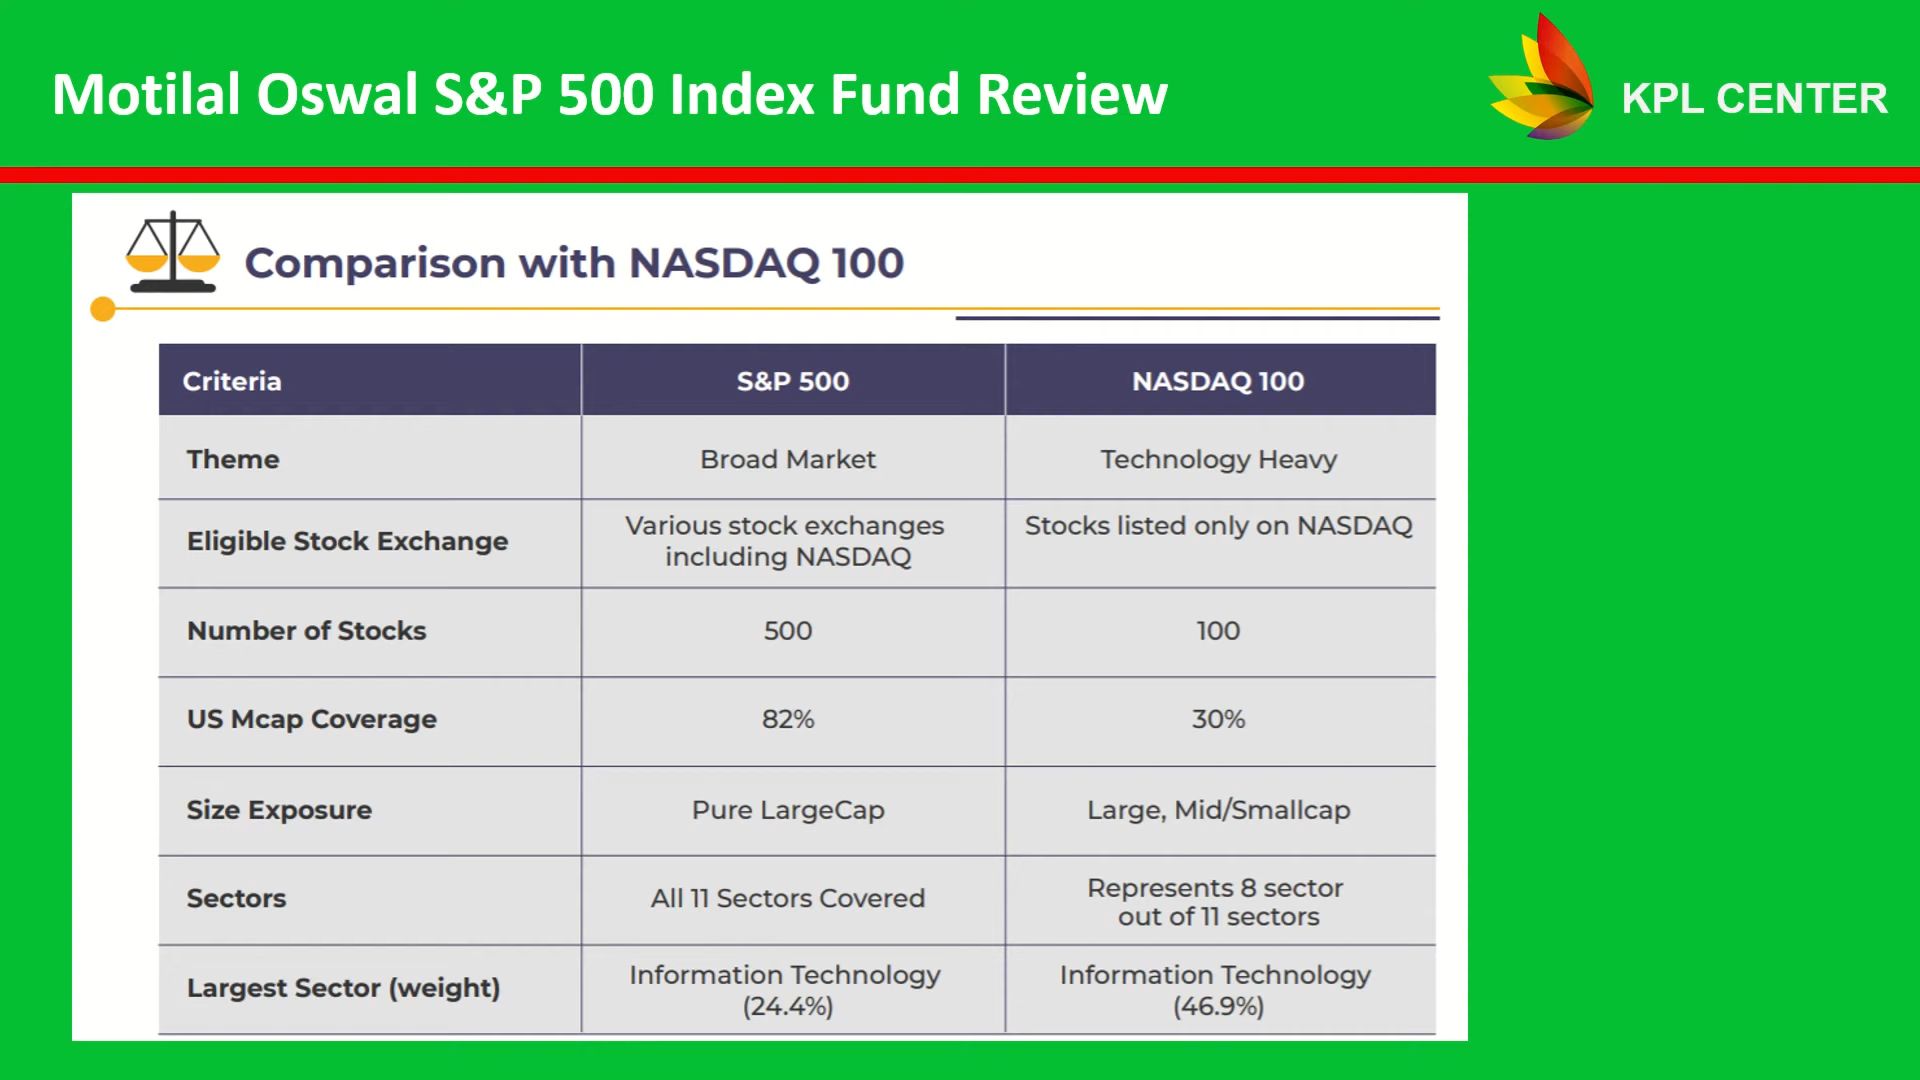 Motilal Oswal S&P 500 Index Fund Review
KPL CENTER
Comparison with NASDAQ 100
Criteria S&P 500 NASDAQ 100
Theme Broad Market Technology Heavy
Eligible Stock Exchange
Various stock exchanges
including NASDAQ
Stocks listed only on NASDAQ
Number of Stocks 500 100
US Mcap Coverage 82% 30%
Size Exposure Pure LargeCap Large, Mid/Smallcap
Sectors All 11 Sectors Covered
Represents 8 sector
out of 11 sectors
Largest Sector (weight)
Information Technology
(24.4%)
Information Technology
(46.9%)